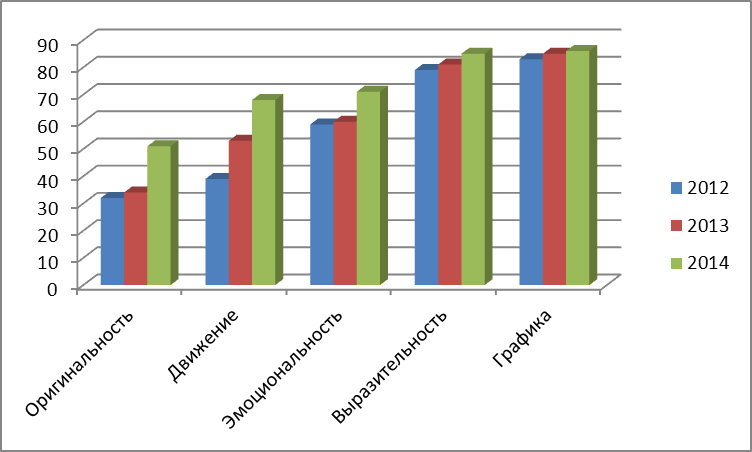 90
80
70
60
50
40
30
20
10
0
Оригинальность
Движение
Эмоциональность
Выразительность
Графика
2012
2013
2014